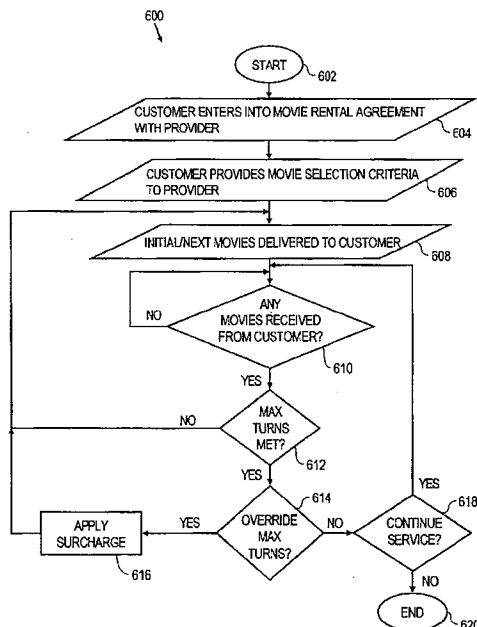 600
START
602
CUSTOMER ENTERS INTO MOVIE RENTAL AGREEMENT
WITH PROVIDER
604
CUSTOMER PROVIDES MOVIE SELECTION CRITERIA
TO PROVIDER
606
INITIAL/NEXT MOVIES DELIVERED TO CUSTOMER
608
NO
ANY
MOVIES RECEIVED
FROM CUSTOMER?
610
YES
NO
MAX
TURNS
MET?
612
YES
YES
614
618
APPLY
SURCHARGE
616
YES
OVERRIDE
MAX
TURNS?
NO
CONTINUE
SERVICE?
NO
END
620